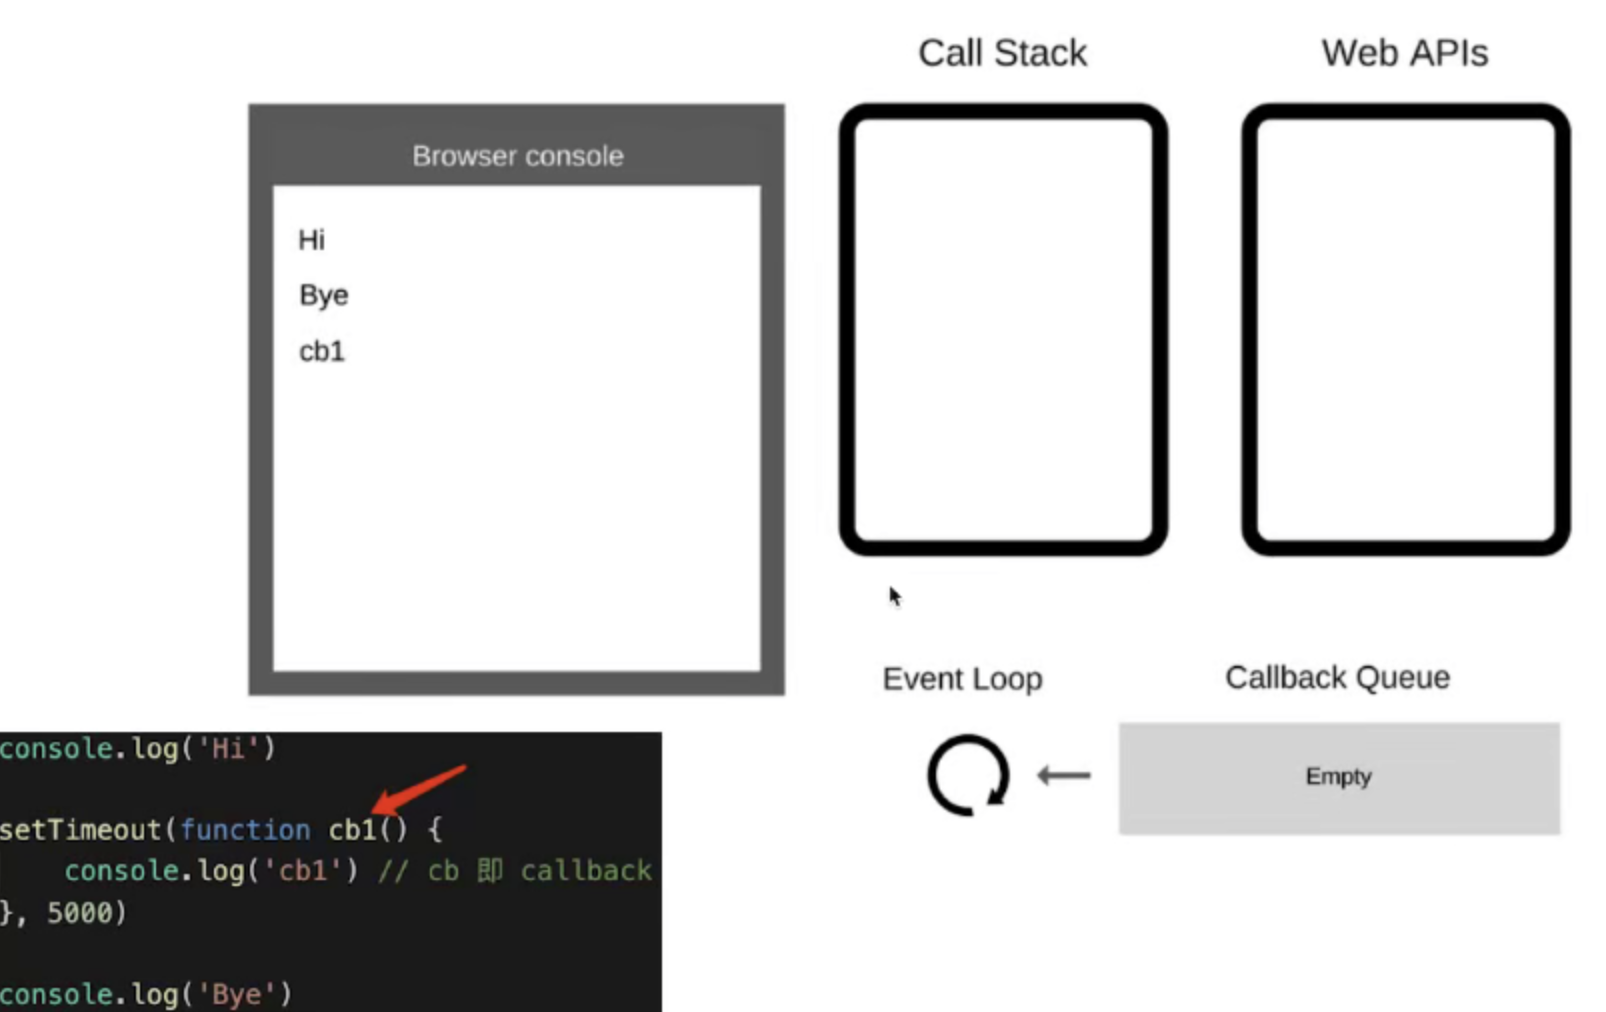 Call Stack
Web APIs
Browser console
Hi
Bye
cb1
Event Loop
Callback Queue
Empty
console.log('Hi')
setTimeout(function cb1() {
    console.log('cb1') // cb 即 callback
}, 5000)
console.log('Bye')